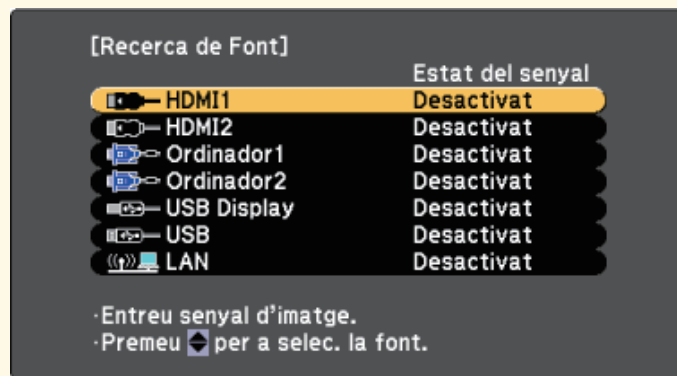 [Recerca de Font]
Estat del senyal
HDMI1 Desactivat
HDMI2 Desactivat
Ordinador1 Desactivat
Ordinador2 Desactivat
USB Display Desactivat
USB Desactivat
LAN Desactivat
·Entreu senyal d'imatge.
·Premeu per a selec. la font.